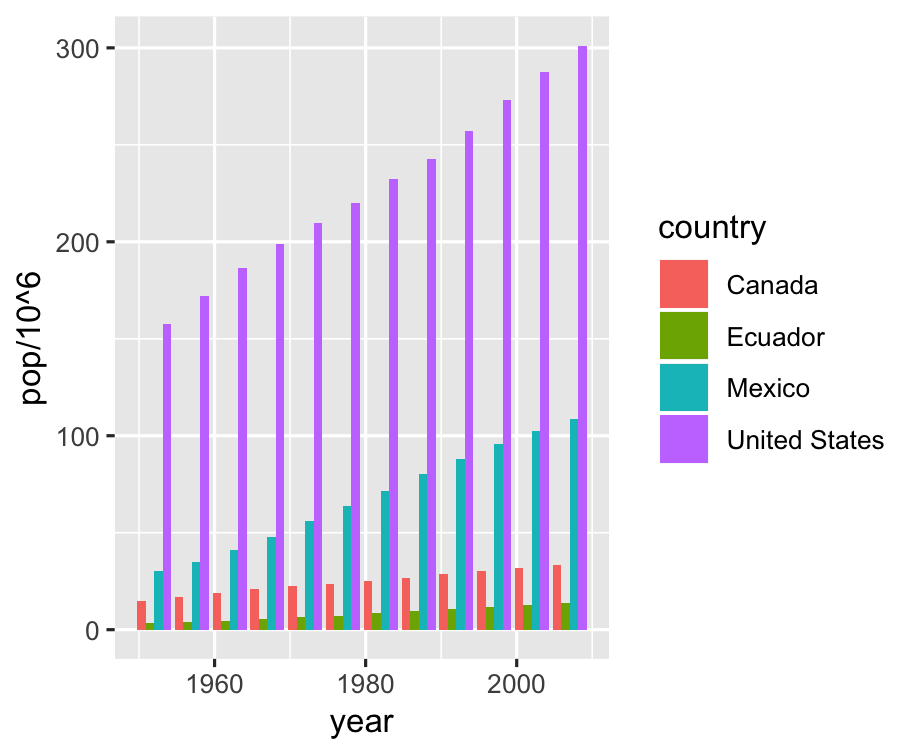 300
200
100
0
pop/10^6
1960
1980
2000
year
country
Canada
Ecuador
Mexico
United States